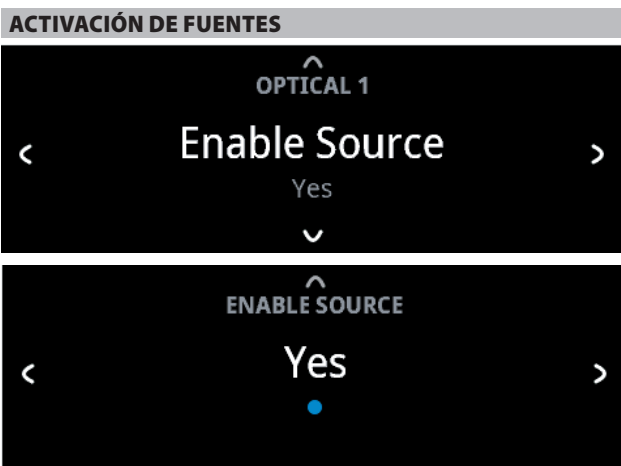 ACTIVACIÓN DE FUENTES
OPTICAL 1
Enable Source
Yes
ENABLE SOURCE
Yes